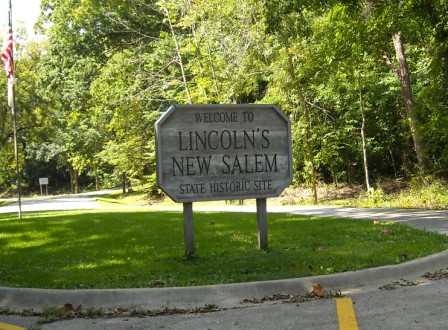 WELCOME TO
LINCOLN'S
NEW SALEM
STATE HISTORIC SITE